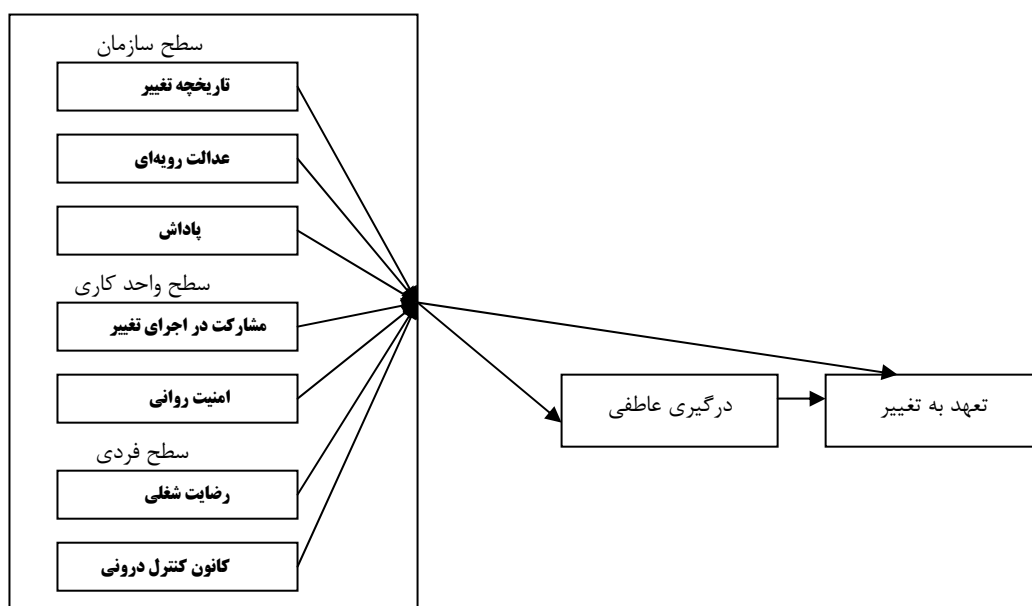 سطح سازمان
تاریخچه تغییر
عدالت رویه‌ای
پاداش
سطح واحد کاری
مشارکت در اجرای تغییر
امنیت روانی
سطح فردی
رضایت شغلی
کانون کنترل درونی
درگیری عاطفی
تعهد به تغییر